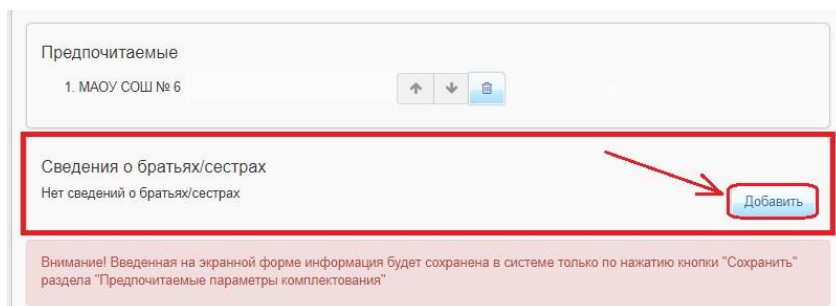 Предпочитаемые
1. МАОУ СОШ № 6
Сведения о братьях/сестрах
Нет сведений о братьях/сестрах
Добавить
Внимание! Введенная на экранной форме информация будет сохранена в системе только по нажатию кнопки "Сохранить"
раздела "Предпочитаемые параметры комплектования"